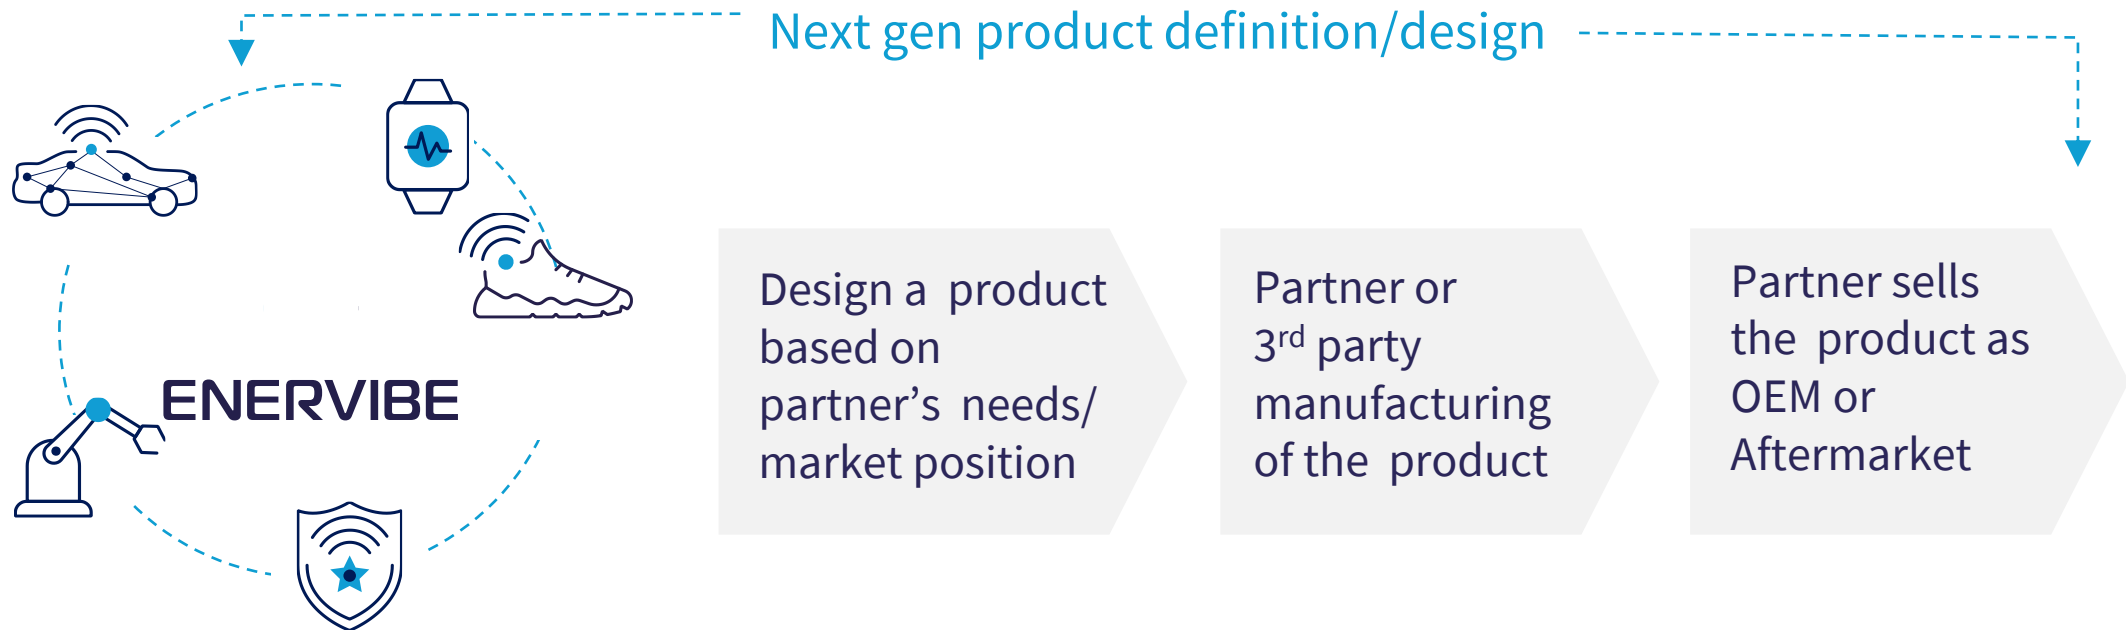 Next gen product definition/design
ENERVIBE
Design a product
based on
partner's needs/
market position
Partner or
3rd party
manufacturing
of the product
Partner sells
the product as
OEM or
Aftermarket